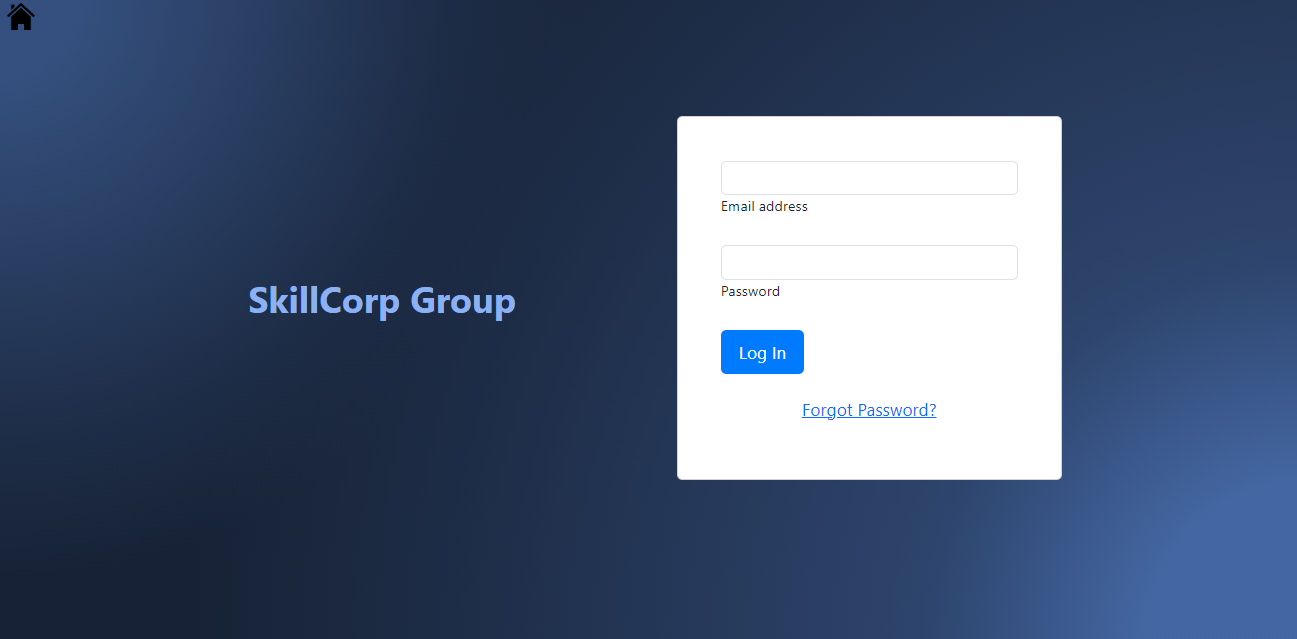 SkillCorp Group
Email address
Password
Log In
Forgot Password?